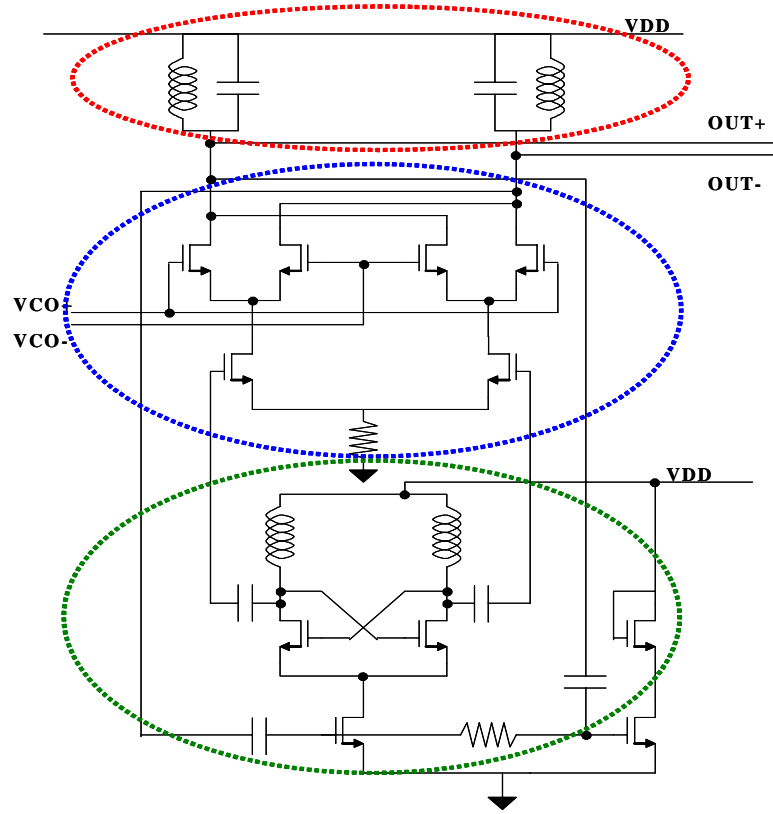 VDD
OUT+
OUT-
VCO+
VCO-
VDD